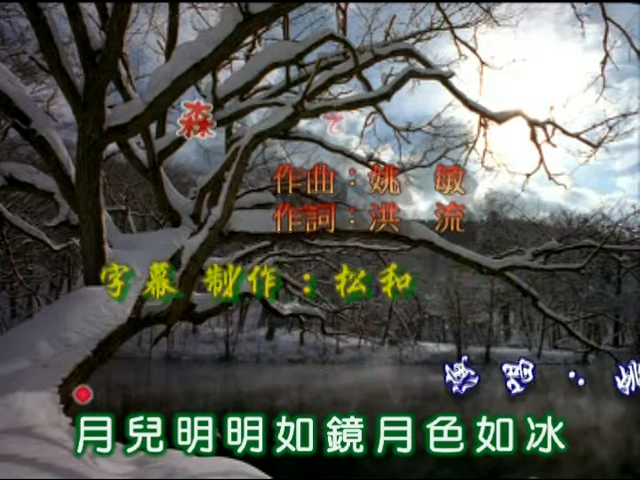 森
作曲：姚 敏
作詞：洪 流
字幕 制作：松和
月兒明明如鏡月色如冰